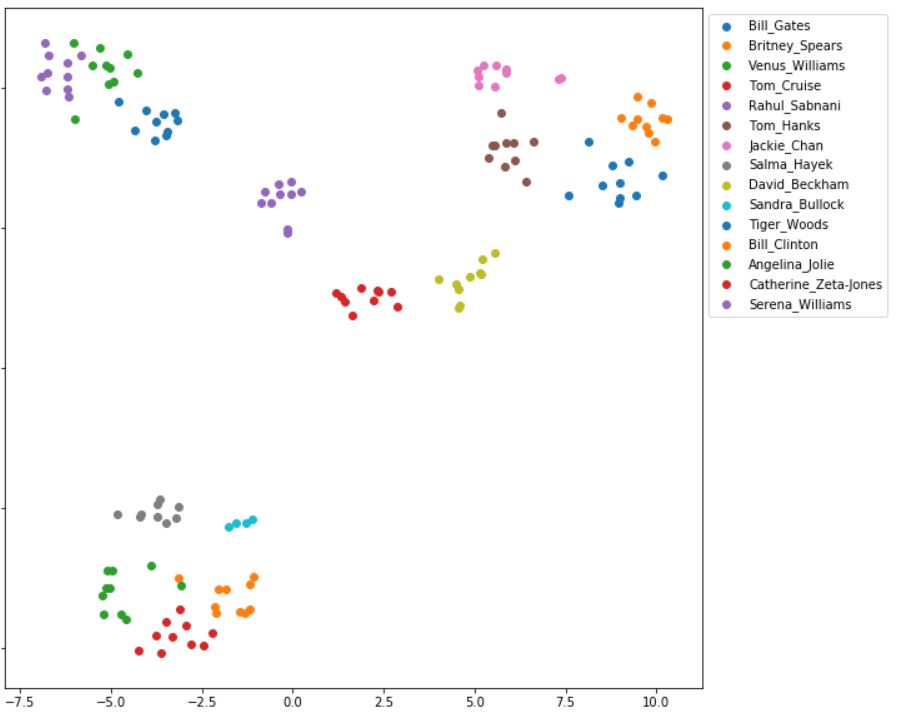 Bill_Gates
Britney_Spears
Venus_Williams
Tom_Cruise
Rahul_Sabnani
Tom_Hanks
Jackie_Chan
Salma_Hayek
David_Beckham
Sandra_Bullock
Tiger_Woods
Bill_Clinton
Angelina_Jolie
Catherine_Zeta-Jones
Serena_Williams
−7.5 −5.0 −2.5 0.0 2.5 5.0 7.5 10.0